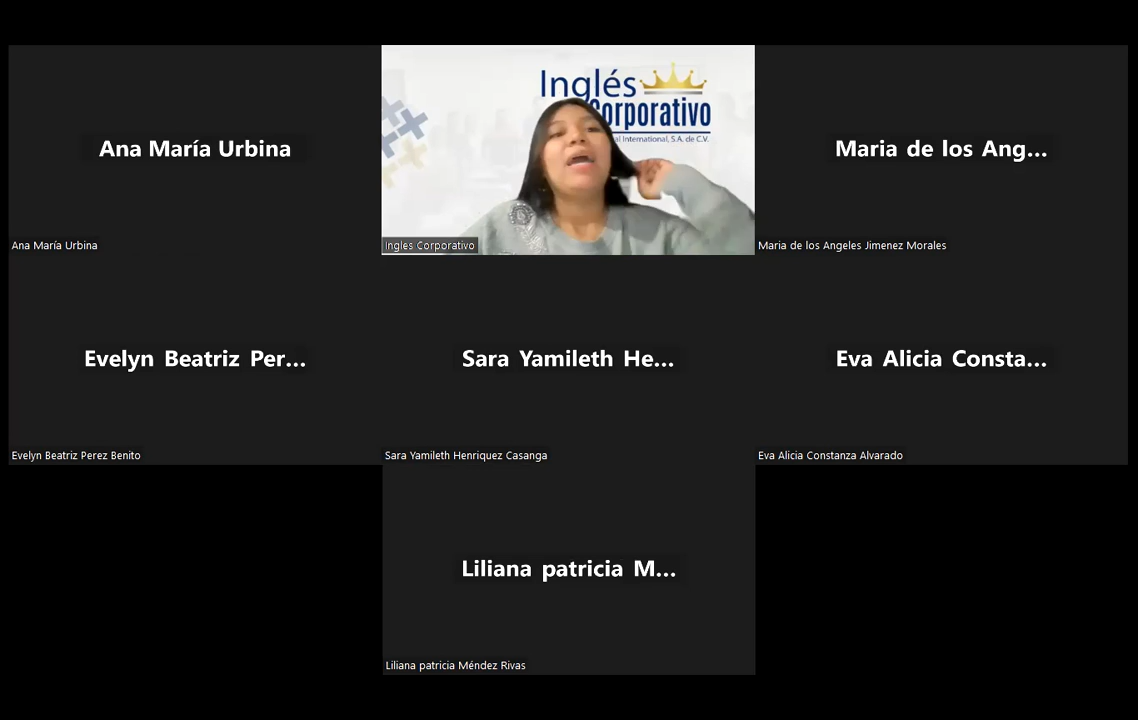 Ana María Urbina
Ana María Urbina
Inglés
Corporativo
al International, S.A. de C.V.
Ingles Corporativo
Maria de los Ang...
Maria de los Angeles Jimenez Morales
Evelyn Beatriz Per...
Evelyn Beatriz Perez Benito
Sara Yamileth He...
Sara Yamileth Henriquez Casanga
Eva Alicia Consta...
Eva Alicia Constanza Alvarado
Liliana patricia M...
Liliana patricia Méndez Rivas